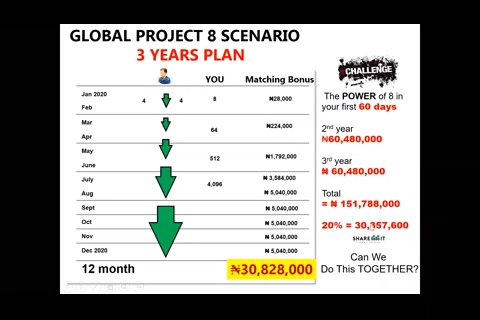 GLOBAL PROJECT 8 SCENARIO
3 YEARS PLAN
YOU Matching Bonus
Jan 2020
4 4 8 ₦28,000
Feb
Mar
64 ₦224,000
Apr
May
512 ₦1,792,000
June
July ₦ 3,584,000
4,096
Aug ₦ 5,040,000
Sept ₦ 5,040,000
Oct ₦ 5,040,000
Nov ₦ 5,040,000
Dec 2020 ₦ 5,040,000
12 month ₦30,828,000
CHALLENGE
The POWER of 8 in
your first 60 days
2nd year
₦60,480,000
3rd year
₦ 60,480,000
Total
= ₦ 151,788,000
20% = 30,357,600
SHARE IT
Can We
Do This TOGETHER?